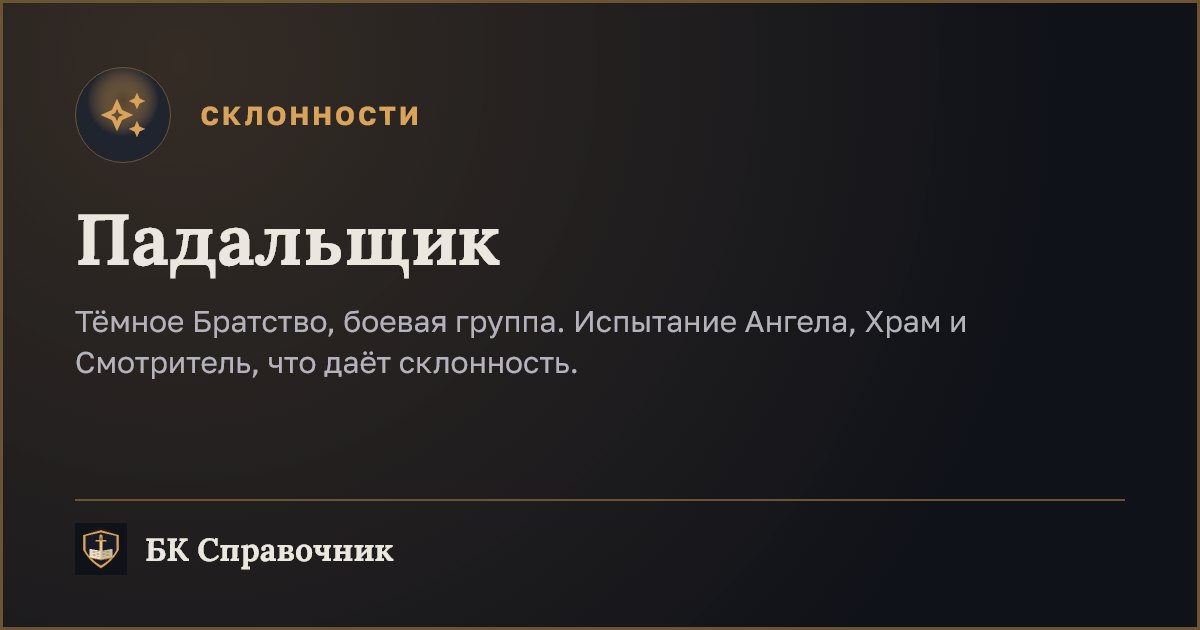 склонности
Падальщик
Тёмное Братство, боевая группа. Испытание Ангела, Храм и
Смотритель, что даёт склонность.
БК Справочник